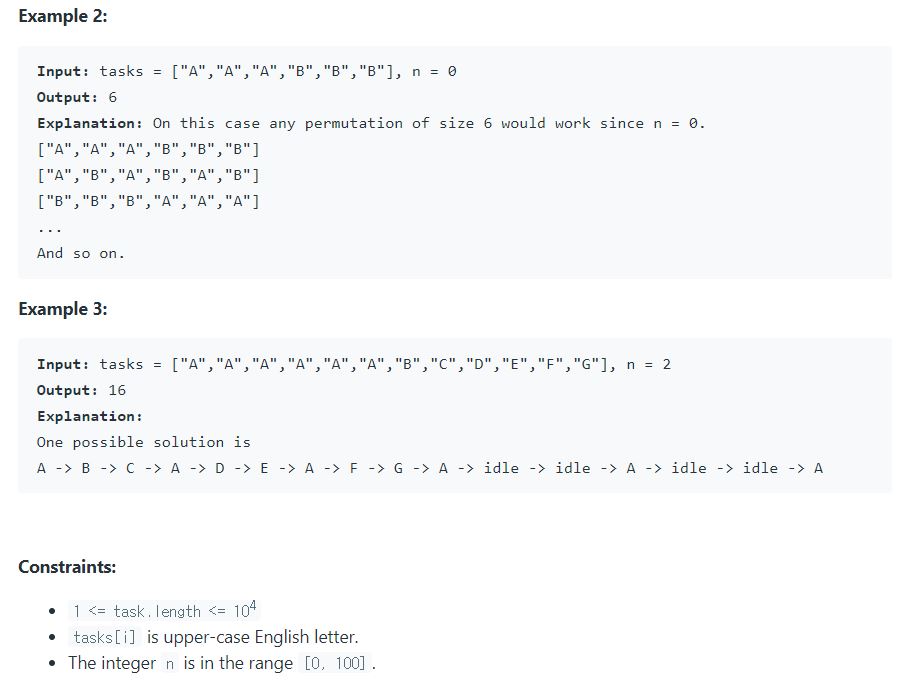 Example 2:
Input: tasks = ["A","A","A","B","B","B"], n = 0
Output: 6
Explanation: On this case any permutation of size 6 would work since n = 0.
["A","A","A","B","B","B"]
["A","B","A","B","A","B"]
["B","B","B","A","A","A"]
...
And so on.
Example 3:
Input: tasks = ["A","A","A","A","A","A","B","C","D","E","F","G"], n = 2
Output: 16
Explanation:
One possible solution is
A -> B -> C -> A -> D -> E -> A -> F -> G -> A -> idle -> idle -> A -> idle -> idle -> A
Constraints:
• 1 <= task.length <= 10⁴
• tasks[i] is upper-case English letter.
• The integer n is in the range [0, 100].